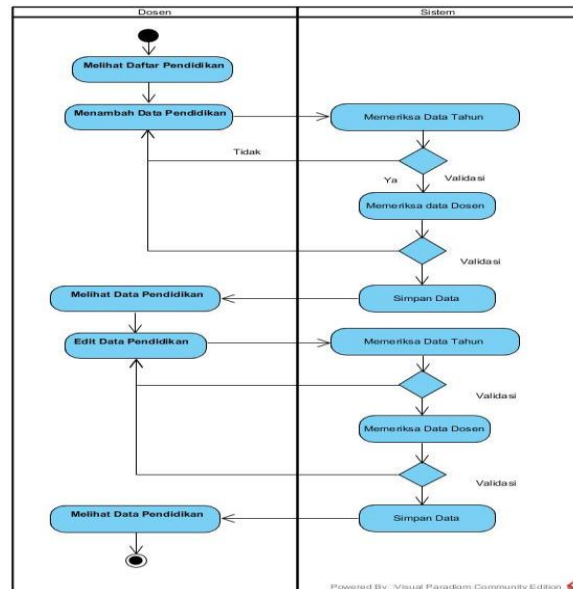 Dosen
Sistem
Melihat Daftar Pendidikan
Menambah Data Pendidikan
Memeriksa Data Tahun
Tidak
Ya
Validasi
Memeriksa data Dosen
Validasi
Melihat Data Pendidikan
Simpan Data
Edit Data Pendidikan
Memeriksa Data Tahun
Validasi
Memeriksa Data Dosen
Validasi
Melihat Data Pendidikan
Simpan Data
Powered By Visual Paradigm Community Edition